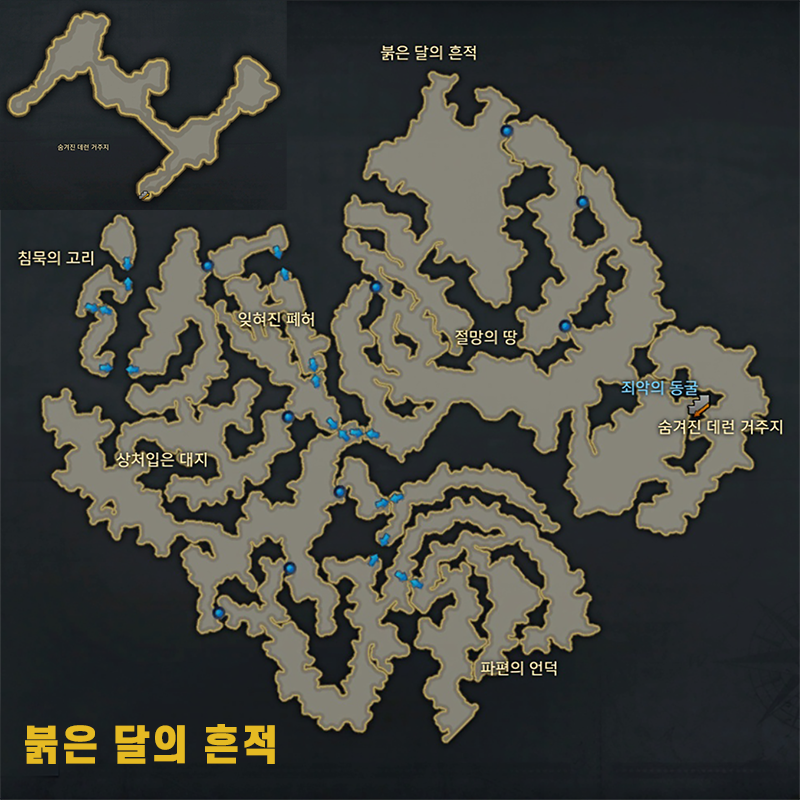 붉은 달의 흔적
숨겨진 데런 거주지
침묵의 고리
잊혀진 폐허
절망의 땅
죄악의 동굴
숨겨진 데런 거주지
상처입은 대지
파편의 언덕
붉은 달의 흔적